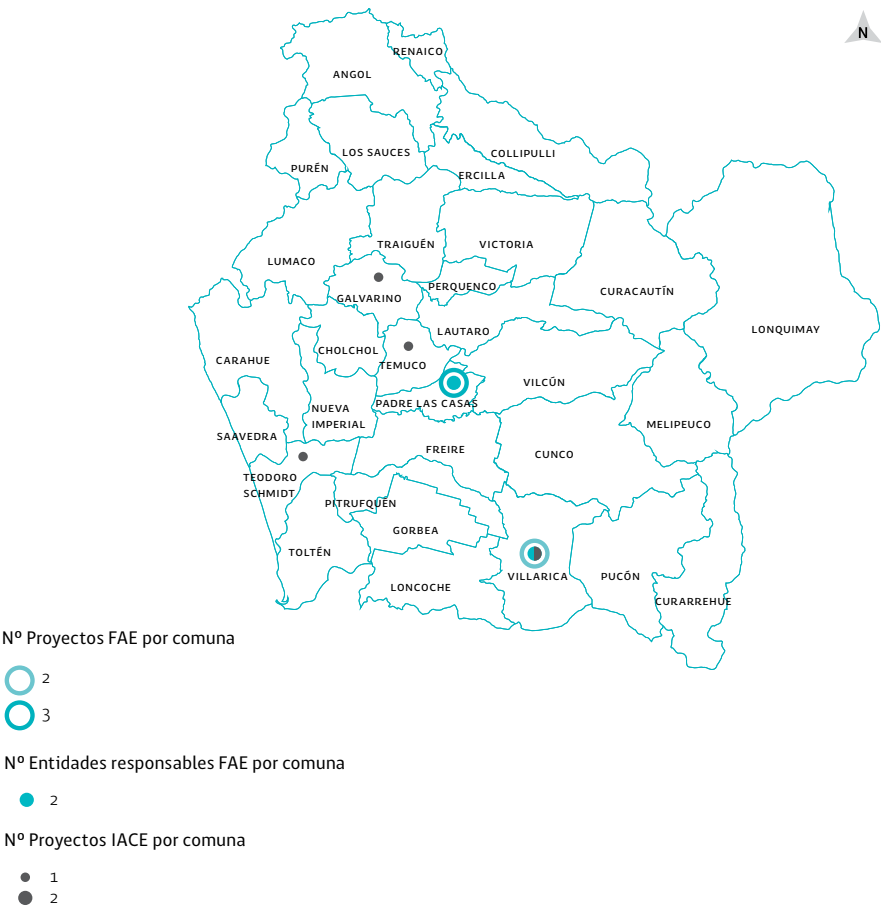 N
RENAICO
ANGOL
LOS SAUCES
COLLIPULLI
PURÉN
ERCILLA
TRAIGUÉN
VICTORIA
LUMACO
PERQUENCO
CURACAUTÍN
GALVARINO
LAUTARO
LONQUIMAY
CHOLCHOL
CARAHUE
TEMUCO
VILCÚN
PADRE LAS CASAS
NUEVA
IMPERIAL
MELIPEUCO
SAAVEDRA
FREIRE
CUNCO
TEODORO
SCHMIDT
PITRUFQUEN
GORBEA
TOLTÉN
VILLARICA
PUCÓN
LONCOCHE
CURARREHUE
Nº Proyectos FAE por comuna
2
3
Nº Entidades responsables FAE por comuna
2
Nº Proyectos IACE por comuna
1
2